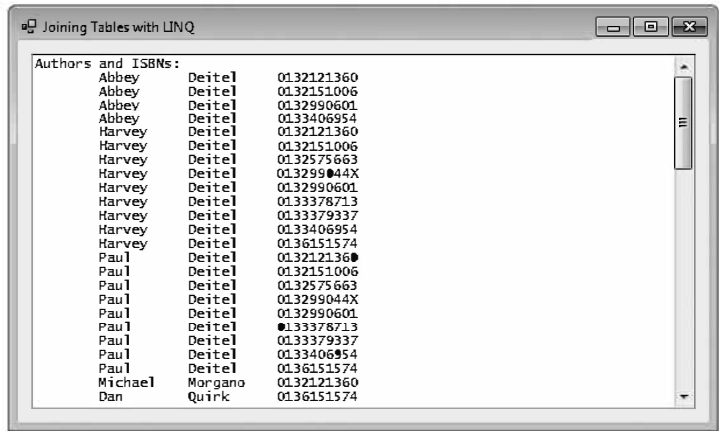 Joining Tables with LINQ
Authors and ISBNs:
Abbey Deitel 0132121360
Abbey Deitel 0132151006
Abbey Deitel 0132990601
Abbey Deitel 0133406954
Harvey Deitel 0132121360
Harvey Deitel 0132151006
Harvey Deitel 0132575663
Harvey Deitel 013299044X
Harvey Deitel 0132990601
Harvey Deitel 0133378713
Harvey Deitel 0133379337
Harvey Deitel 0133406954
Harvey Deitel 0136151574
Paul Deitel 0132121360
Paul Deitel 0132151006
Paul Deitel 0132575663
Paul Deitel 013299044X
Paul Deitel 0132990601
Paul Deitel 0133378713
Paul Deitel 0133379337
Paul Deitel 0133406954
Paul Deitel 0136151574
Michael Morgano 0132121360
Dan Quirk 0136151574